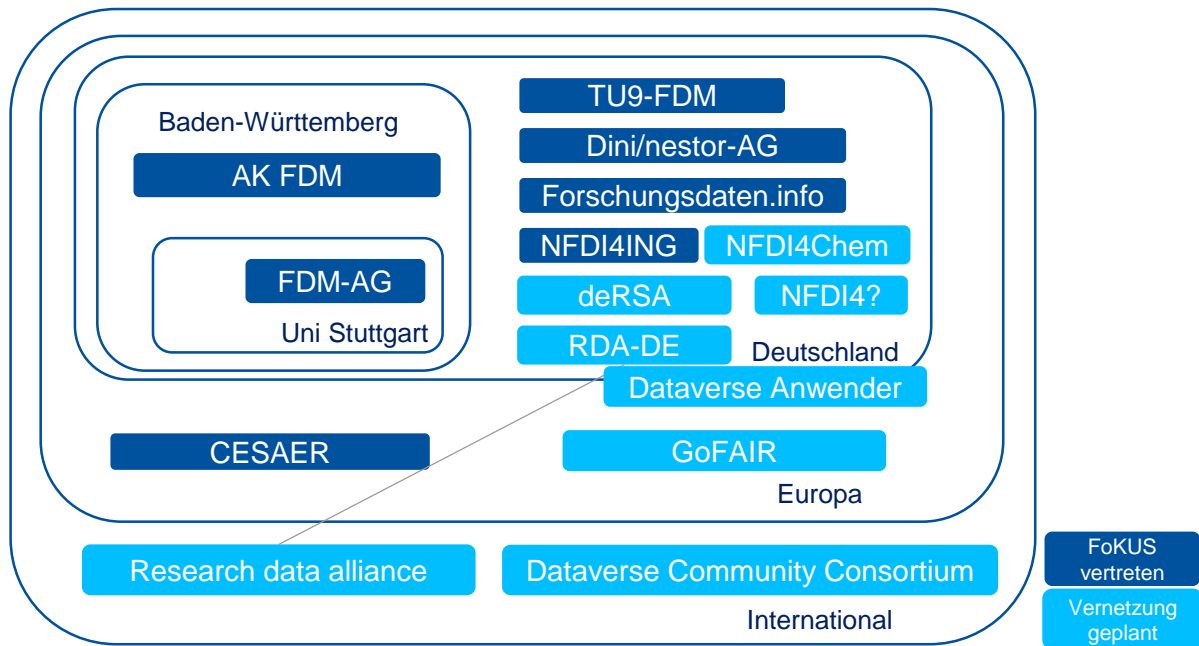 Baden-Württemberg
AK FDM
FDM-AG
Uni Stuttgart
TU9-FDM
Dini/nestor-AG
Forschungsdaten.info
NFDI4ING
NFDI4Chem
deRSA
NFDI4?
RDA-DE
Deutschland
Dataverse Anwender
CESAER
GoFAIR
Europa
Research data alliance
Dataverse Community Consortium
International
FoKUS
vertreten
Vernetzung
geplant